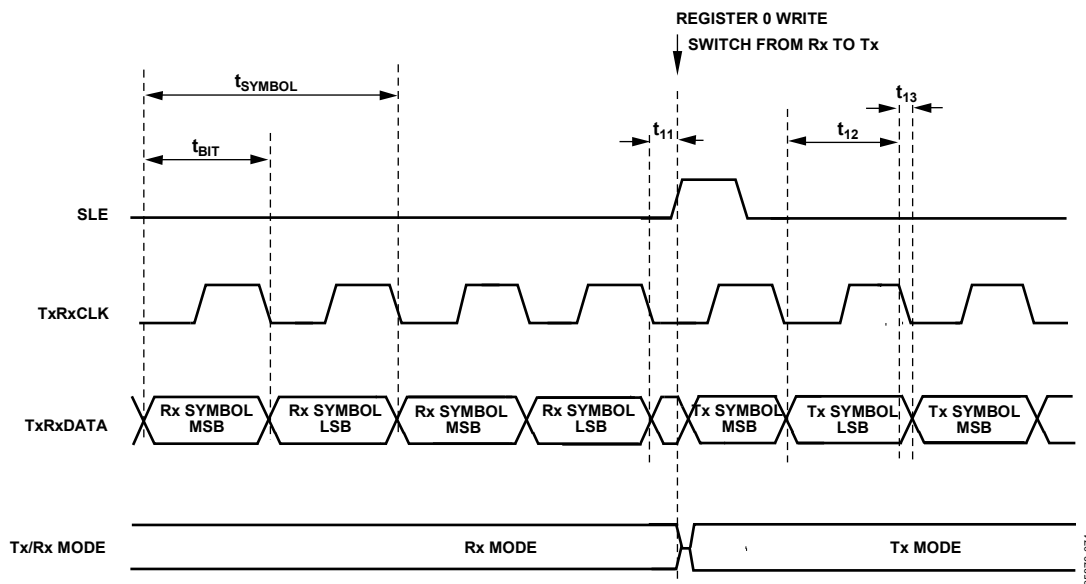 REGISTER 0 WRITE
SWITCH FROM Rx TO Tx
tSYMBOL
t13
t11
t12
tBIT
SLE
TxRxCLK
TxRxDATA
Rx SYMBOL
MSB
Rx SYMBOL
LSB
Rx SYMBOL
MSB
Rx SYMBOL
LSB
Tx SYMBOL
MSB
Tx SYMBOL
LSB
Tx SYMBOL
MSB
Tx/Rx MODE
Rx MODE
Tx MODE